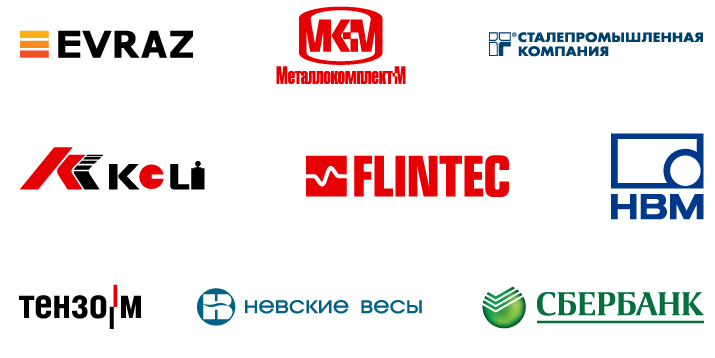 EVRAZ
МКМ
Металлокомплект-М
®СТАЛЕПРОМЫШЛЕННАЯ
КОМПАНИЯ
KELI
FLINTEC
HBM
ТЕНЗО М
НЕВСКИЕ ВЕСЫ
СБЕРБАНК